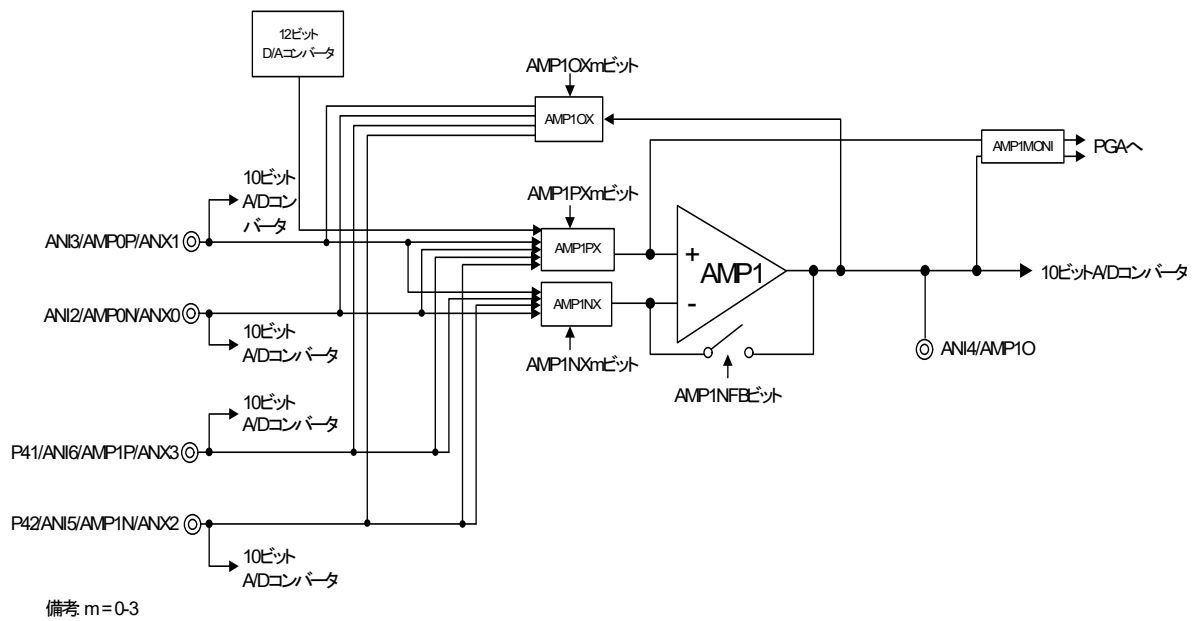 12ビット
D/Aコンバータ
AMP1OXmビット
AMP1OX
AMP1MONI
PGAへ
10ビット
A/Dコン
バータ
AMP1PXmビット
ANI3/AMP0P/ANX1
AMP1PX
+
AMP1
-
10ビットA/Dコンバータ
AMP1NX
ANI2/AMP0N/ANX0
10ビット
A/Dコンバータ
AMP1NXmビット
ANI4/AMP1O
AMP1NFBビット
10ビット
A/Dコンバータ
P41/ANI6/AMP1P/ANX3
P42/ANI5/AMP1N/ANX2
10ビット
A/Dコンバータ
備考 m = 0-3